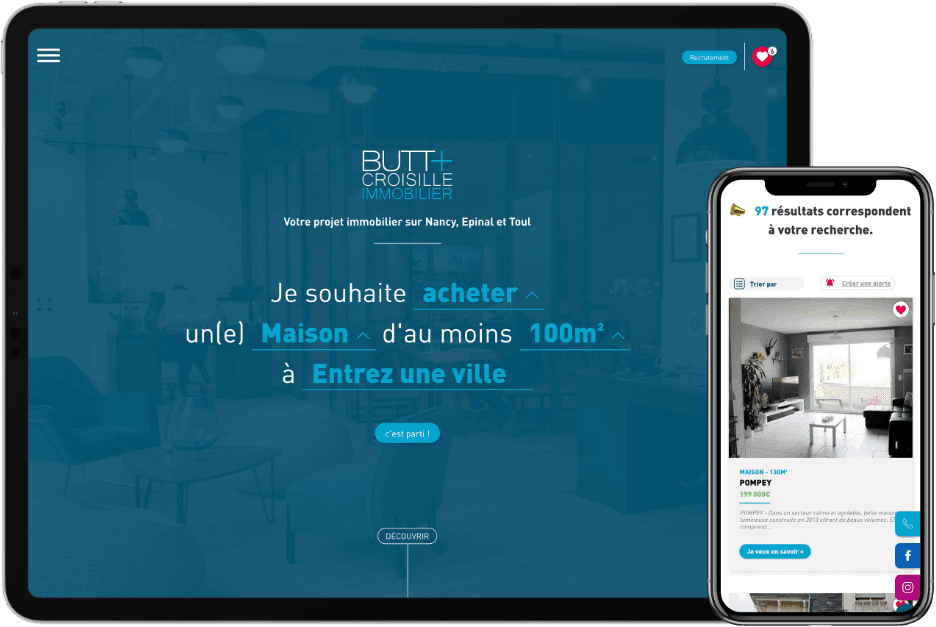 Recrutement
6
BUTT+
CROISILLE
IMMOBILIER
Votre projet immobilier sur Nancy, Epinal et Toul
Je souhaite acheter
un(e) Maison d'au moins 100m²
à Entrez une ville
c'est parti !
DÉCOUVRIR
97 résultats correspondent
à votre recherche.
Trier par
Créer une alerte
MAISON - 130M²
POMPEY
199 000€
POMPEY - Dans un secteur calme et agréable, belle maison
lumineuse construite en 2013 offrant de beaux volumes. El
comprend...
Je veux en savoir +